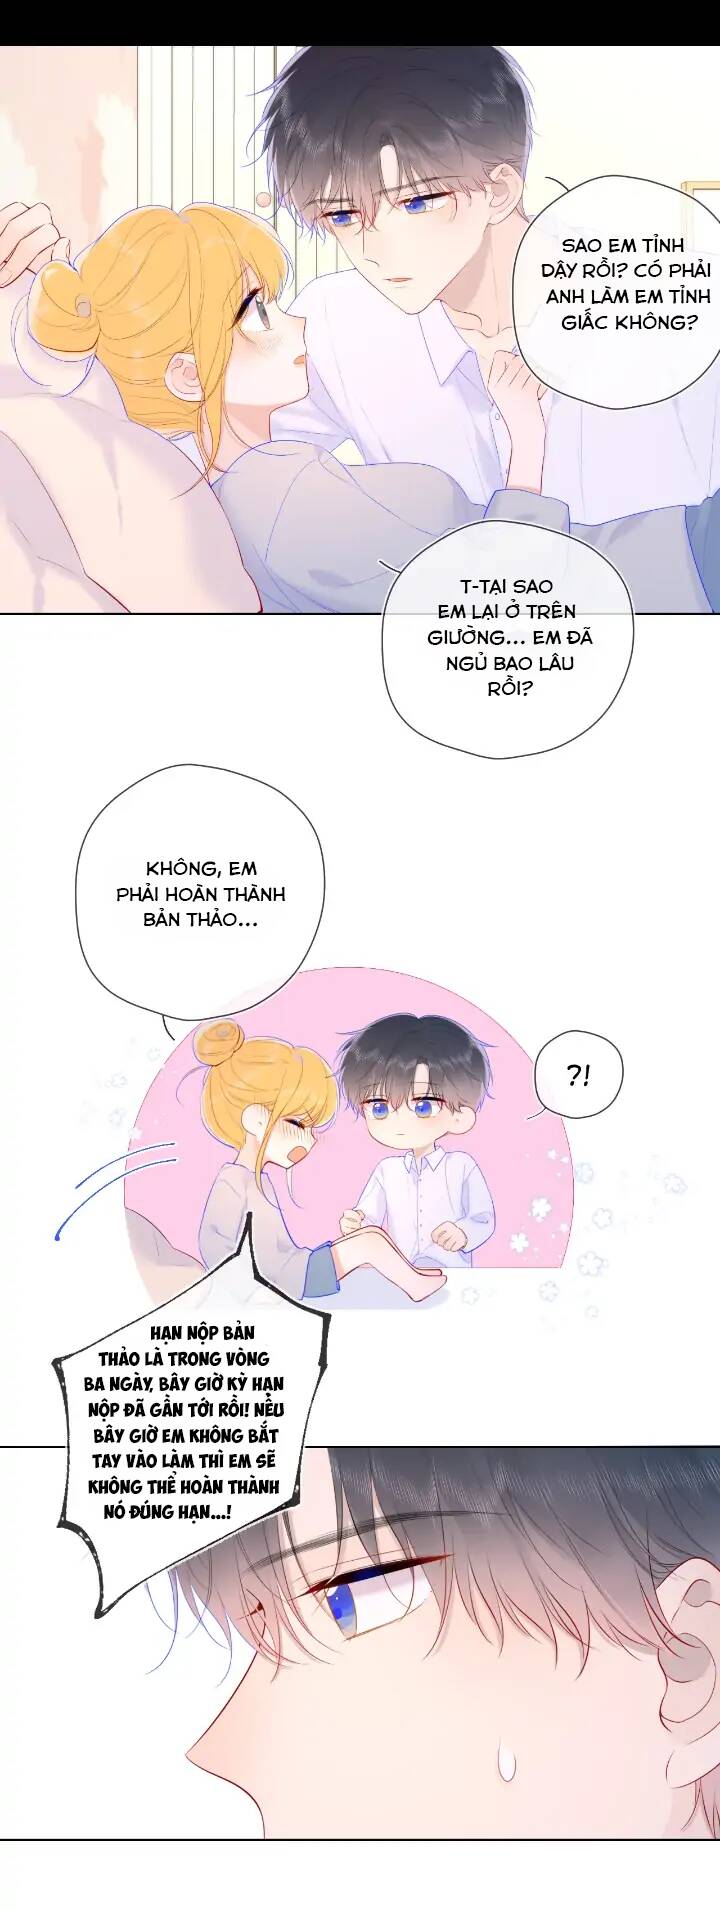 SAO EM TỈNH
DẬY RỒI? CÓ PHẢI
ANH LÀM EM TỈNH
GIẤC KHÔNG?
T-TẠI SAO
EM LẠI Ở TRÊN
GIƯỜNG... EM ĐÃ
NGỦ BAO LÂU
RỒI?
KHÔNG, EM
PHẢI HOÀN THÀNH
BẢN THẢO...
?!
HẠN NỘP BẢN
THẢO LÀ TRONG VÒNG
BA NGÀY, BÂY GIỜ KỲ HẠN
NỘP ĐÃ GẦN TỚI RỒI! NẾU
BÂY GIỜ EM KHÔNG BẮT
TAY VÀO LÀM THÌ EM SẼ
KHÔNG THỂ HOÀN THÀNH
NÓ ĐÚNG HẠN...!